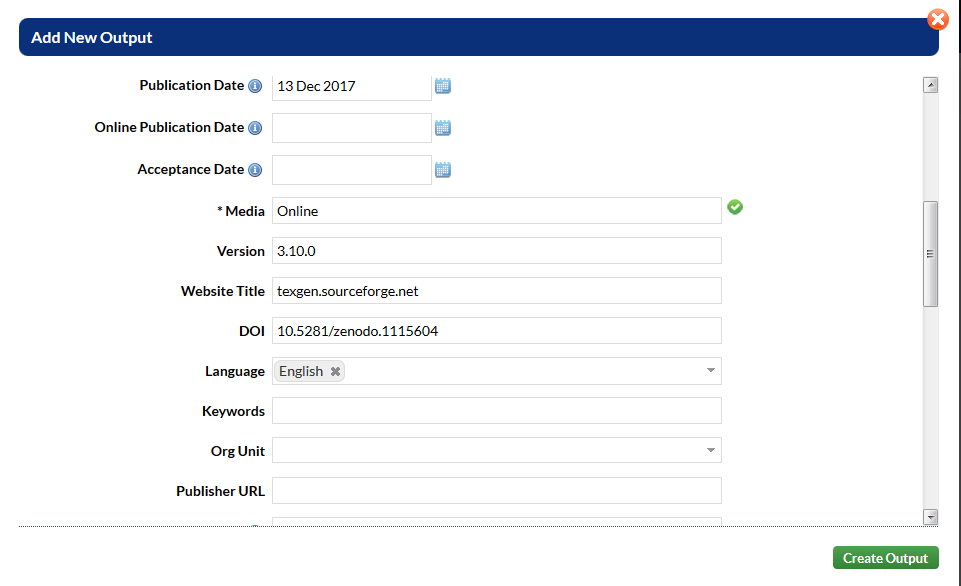 Add New Output
Publication Date 13 Dec 2017
Online Publication Date
Acceptance Date
* Media Online
Version 3.10.0
Website Title texgen.sourceforge.net
DOI 10.5281/zenodo.1115604
Language English
Keywords
Org Unit
Publisher URL
Create Output